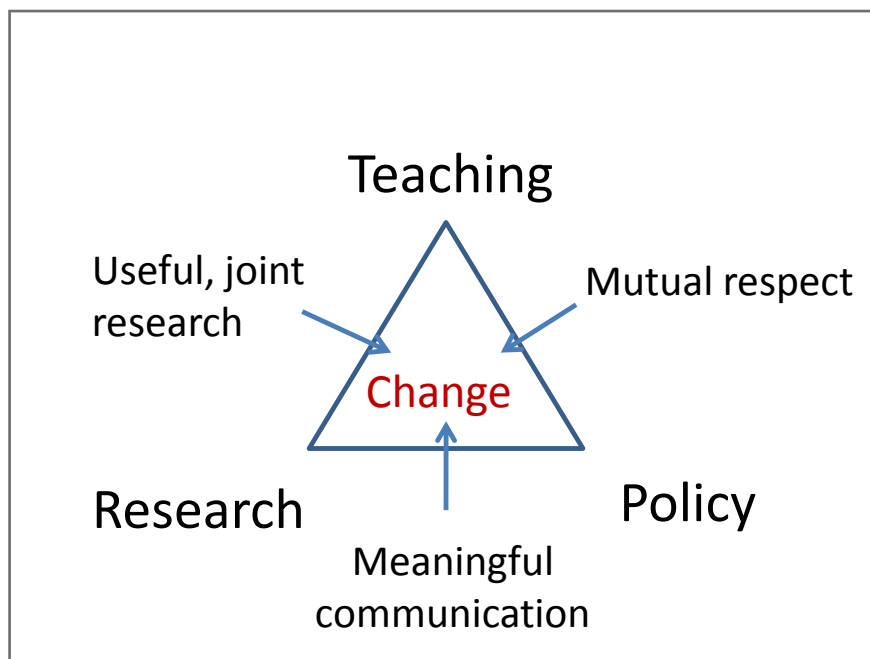 Teaching
Useful, joint
research
Mutual respect
Change
Research
Policy
Meaningful
communication